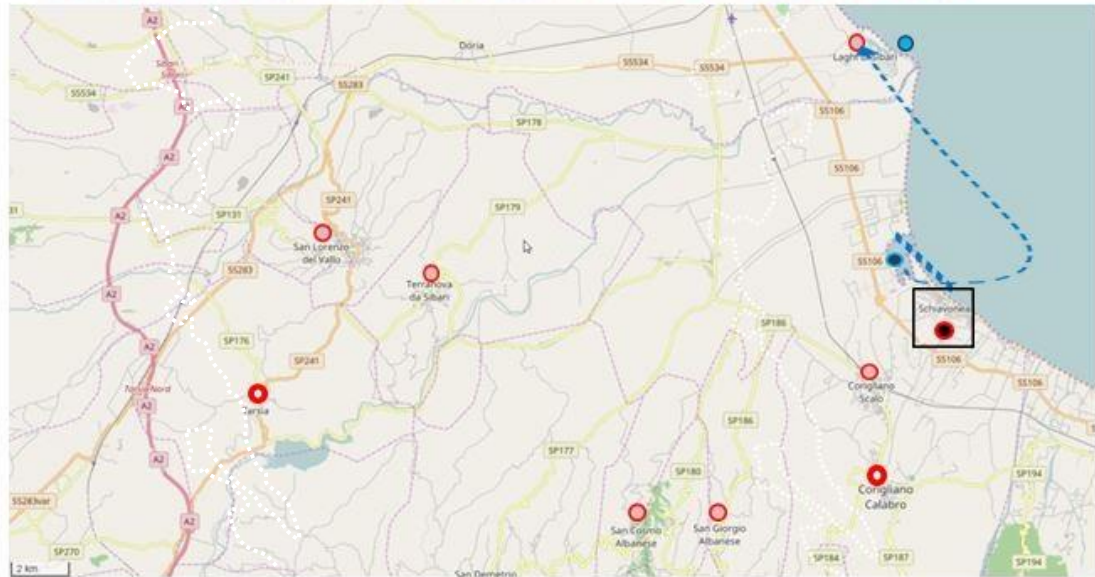 A2
Dória
Laghi di Sibari
SS534
SS534
SS534
SP241
SS283
A2
SS106
SP178
A2
A2
SP241
SP131
31
SP179
San Lorenzo
del Vallo
SS283
SS106
Terranova
da Sibari
A2
Schiavonea
SP186
SP176
SP241
SS106
SS106
Corigliano
Scalo
Tarsia
A2
SP186
SP177
SP180
A2
Corigliano
Calabro
SP194
SS283var
A2
San Cosmo
Albanese
San Giorgio
Albanese
SP270
SP184
SP187
SP194
2 km
San Demetrio